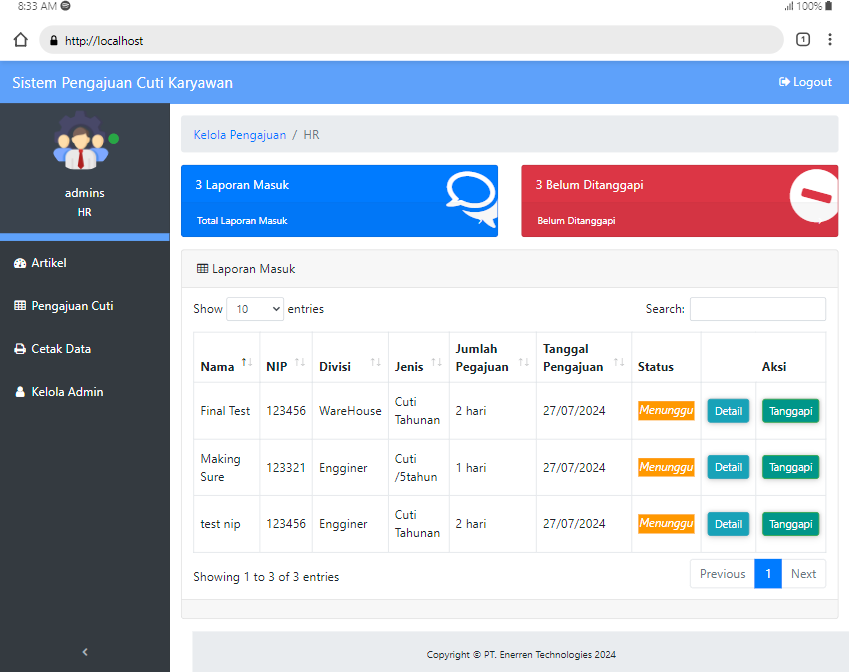 8:33 AM
100%
http://localhost
1
Sistem Pengajuan Cuti Karyawan
Logout
admins
HR
Artikel
Pengajuan Cuti
Cetak Data
Kelola Admin
Kelola Pengajuan / HR
3 Laporan Masuk
Total Laporan Masuk
3 Belum Ditanggapi
Belum Ditanggapi
Laporan Masuk
Show 10 entries
Search:
Nama NIP Divisi Jenis Jumlah Pegajuan Tanggal Pengajuan Status Aksi
Final Test 123456 WareHouse Cuti Tahunan 2 hari 27/07/2024 Menunggu Detail Tanggapi
Making Sure 123321 Engginer Cuti /5tahun 1 hari 27/07/2024 Menunggu Detail Tanggapi
test nip 123456 Engginer Cuti Tahunan 2 hari 27/07/2024 Menunggu Detail Tanggapi
Showing 1 to 3 of 3 entries
Previous 1 Next
Copyright © PT. Enerren Technologies 2024